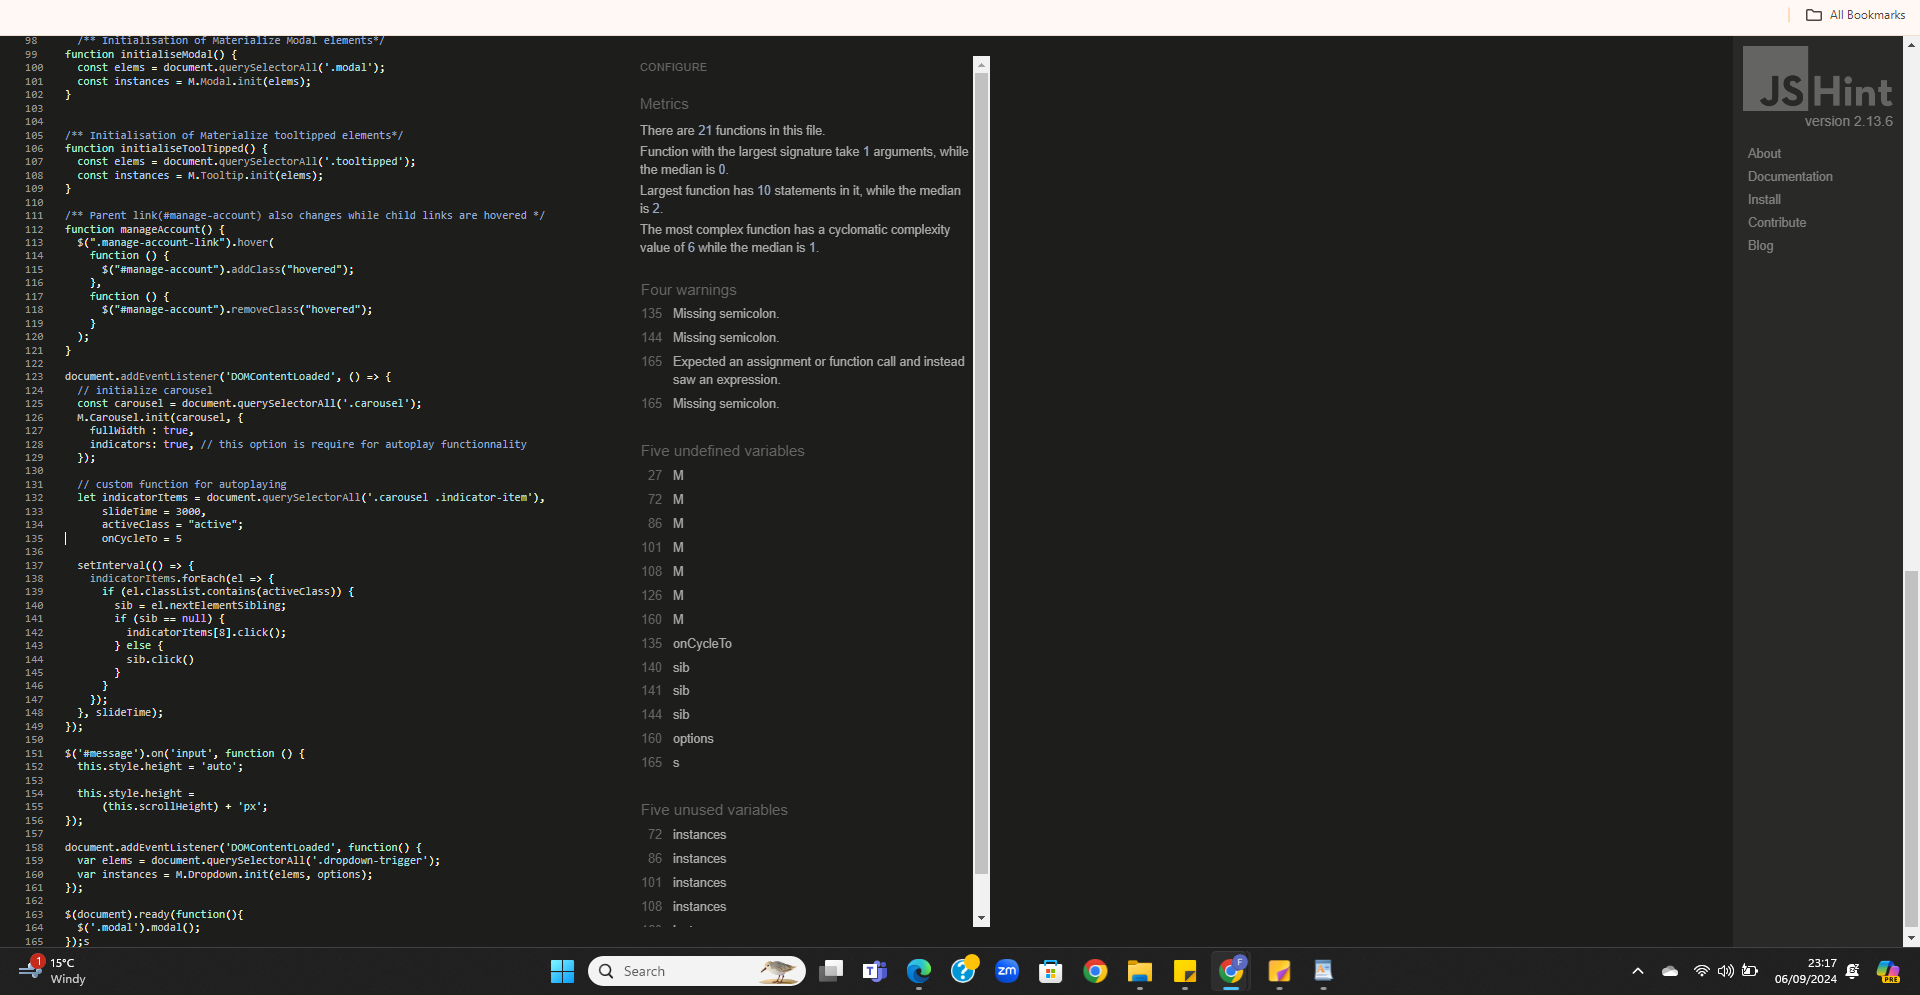 All Bookmarks
98 /** Initialisation of Materialize Modal elements*/
99 function initialiseModal() {
100 const elems = document.querySelectorAll('.modal');
101 const instances = M.Modal.init(elems);
102 }
103
104
105 /** Initialisation of Materialize tooltipped elements*/
106 function initialiseToolTipped() {
107 const elems = document.querySelectorAll('.tooltipped');
108 const instances = M.Tooltip.init(elems);
109 }
110
111 /** Parent link(#manage-account) also changes while child links are hovered */
112 function manageAccount() {
113 $(".manage-account-link").hover(
114 function () {
115 $("#manage-account").addClass("hovered");
116 },
117 function () {
118 $("#manage-account").removeClass("hovered");
119 }
120 );
121 }
122
123 document.addEventListener('DOMContentLoaded', () => {
124 // initialize carousel
125 const carousel = document.querySelectorAll('.carousel');
126 M.Carousel.init(carousel, {
127 fullWidth : true,
128 indicators: true, // this option is require for autoplay functionnality
129 });
130
131 // custom function for autoplaying
132 let indicatorItems = document.querySelectorAll('.carousel .indicator-item'),
133 slideTime = 3000,
134 activeClass = "active";
135 onCycleTo = 5
136
137 setInterval(() => {
138 indicatorItems.forEach(el => {
139 if (el.classList.contains(activeClass)) {
140 sib = el.nextElementSibling;
141 if (sib == null) {
142 indicatorItems[8].click();
143 } else {
144 sib.click()
145 }
146 }
147 });
148 }, slideTime);
149 });
150
151 $('#message').on('input', function () {
152 this.style.height = 'auto';
153
154 this.style.height =
155 (this.scrollHeight) + 'px';
156 });
157
158 document.addEventListener('DOMContentLoaded', function() {
159 var elems = document.querySelectorAll('.dropdown-trigger');
160 var instances = M.Dropdown.init(elems, options);
161 });
162
163 $(document).ready(function(){
164 $('.modal').modal();
165 });s
CONFIGURE
Metrics
There are 21 functions in this file.
Function with the largest signature take 1 arguments, while
the median is 0.
Largest function has 10 statements in it, while the median
is 2.
The most complex function has a cyclomatic complexity
value of 6 while the median is 1.
Four warnings
135 Missing semicolon.
144 Missing semicolon.
165 Expected an assignment or function call and instead
saw an expression.
165 Missing semicolon.
Five undefined variables
27 M
72 M
86 M
101 M
108 M
126 M
160 M
135 onCycleTo
140 sib
141 sib
144 sib
160 options
165 s
Five unused variables
72 instances
86 instances
101 instances
108 instances
JSHint
version 2.13.6
About
Documentation
Install
Contribute
Blog
1
15°C
Windy
Search
zm
F
23:17
06/09/2024
PRE